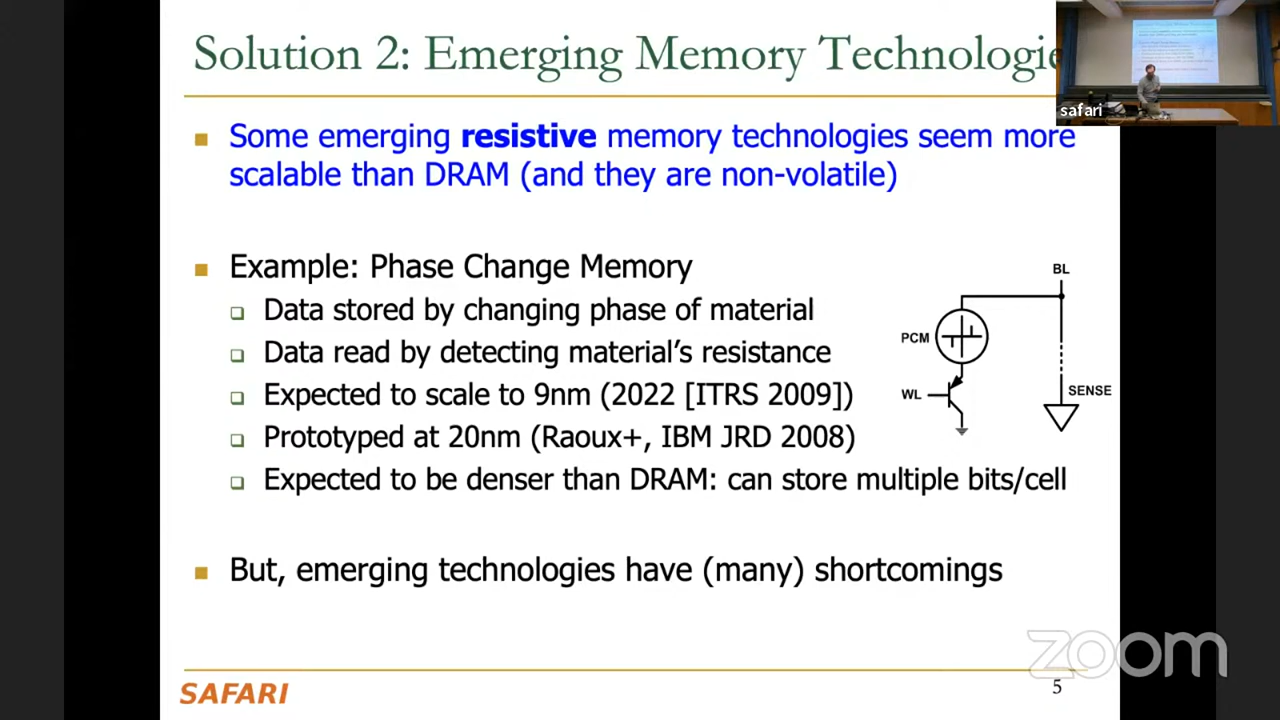 Solution 2: Emerging Memory Technologie
safari
Some emerging resistive memory technologies seem more
scalable than DRAM (and they are non-volatile)
Example: Phase Change Memory
Data stored by changing phase of material
Data read by detecting material's resistance
Expected to scale to 9nm (2022 [ITRS 2009])
Prototyped at 20nm (Raoux+, IBM JRD 2008)
Expected to be denser than DRAM: can store multiple bits/cell
BL
PCM
WL
SENSE
But, emerging technologies have (many) shortcomings
zoom
SAFARI
5